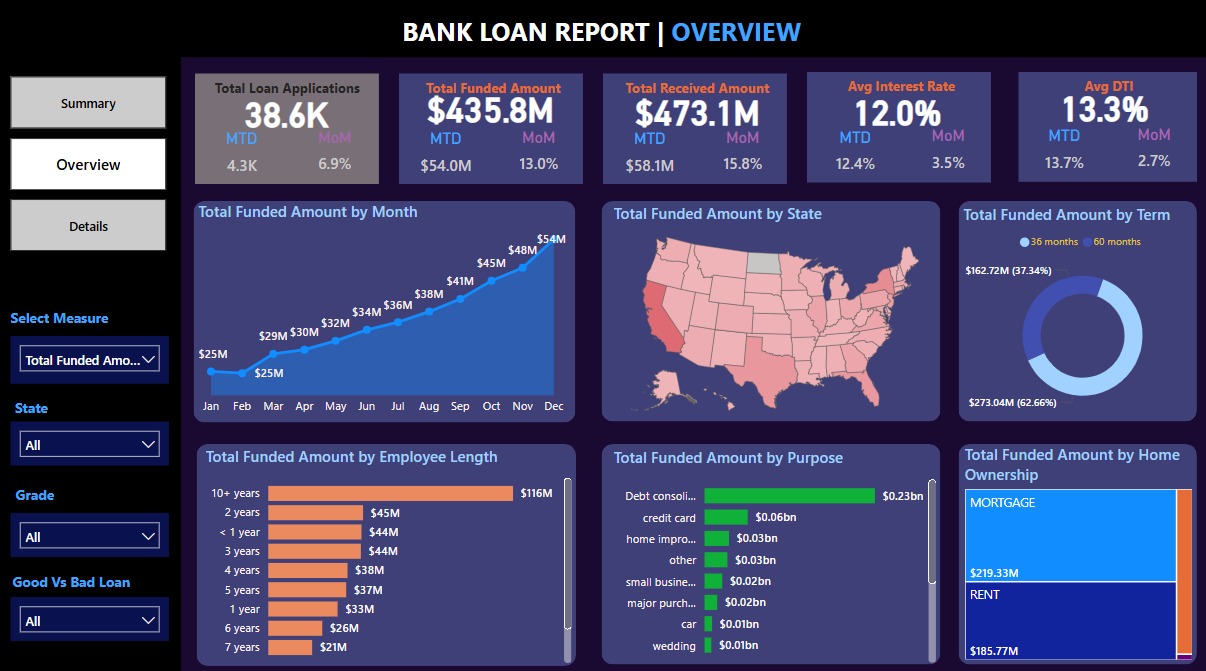 BANK LOAN REPORT | OVERVIEW
Summary
Overview
Details
Select Measure
Total Funded Amo...
State
All
Grade
All
Good Vs Bad Loan
All
Total Loan Applications
38.6K
MTD MoM
4.3K 6.9%
Total Funded Amount
$435.8M
MTD MoM
$54.0M 13.0%
Total Received Amount
$473.1M
MTD MoM
$58.1M 15.8%
Avg Interest Rate
12.0%
MTD MoM
12.4% 3.5%
Avg DTI
13.3%
MTD MoM
13.7% 2.7%
Total Funded Amount by Month
$25M
$25M
$29M
$30M
$32M
$34M
$36M
$38M
$41M
$45M
$48M
$54M
Jan Feb Mar Apr May Jun Jul Aug Sep Oct Nov Dec
Total Funded Amount by State
Total Funded Amount by Term
36 months 60 months
$162.72M (37.34%)
$273.04M (62.66%)
Total Funded Amount by Employee Length
10+ years $116M
2 years $45M
< 1 year $44M
3 years $44M
4 years $38M
5 years $37M
1 year $33M
6 years $26M
7 years $21M
Total Funded Amount by Purpose
Debt consoli... $0.23bn
credit card $0.06bn
home impro... $0.03bn
other $0.03bn
small busine... $0.02bn
major purch... $0.02bn
car $0.01bn
wedding $0.01bn
Total Funded Amount by Home
Ownership
MORTGAGE
$219.33M
RENT
$185.77M